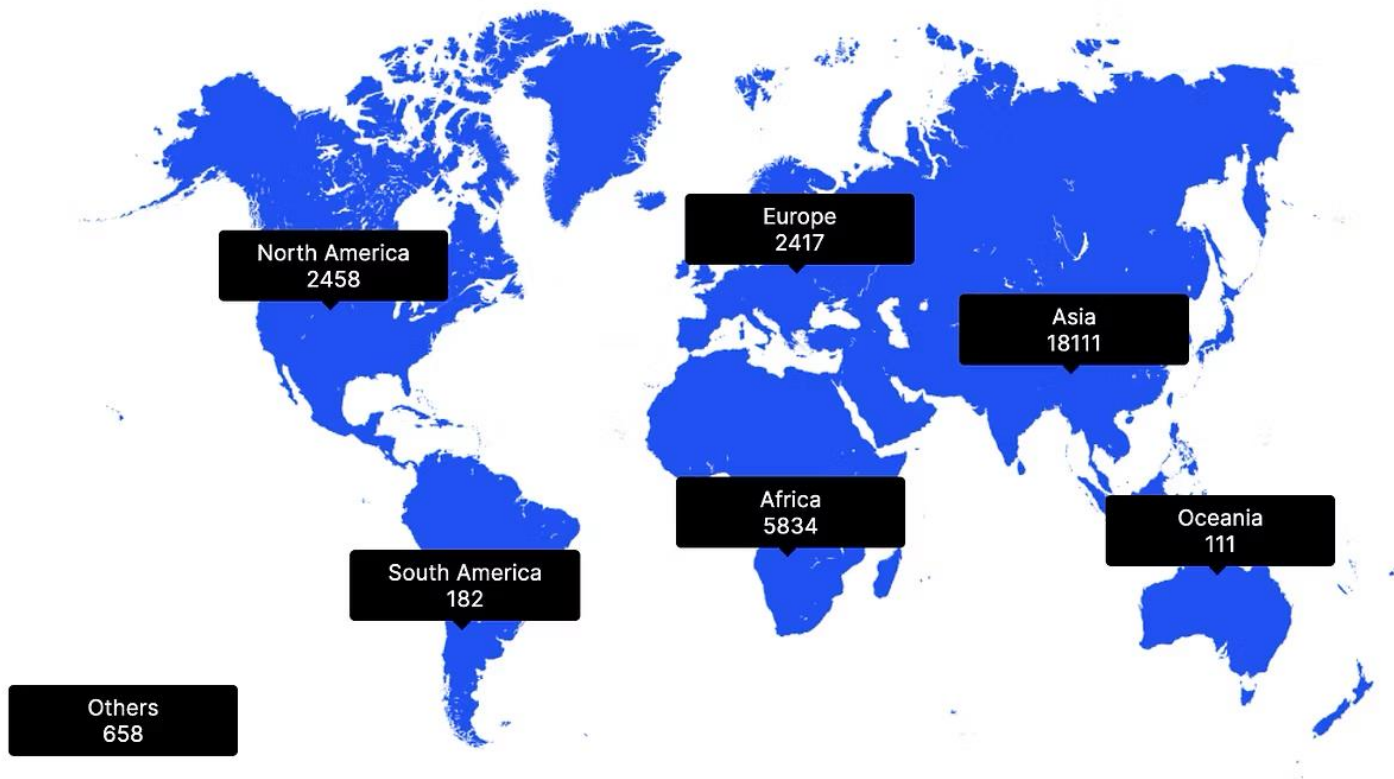 Europe
2417
North America
2458
Asia
18111
Africa
5834
Oceania
111
South America
182
Others
658